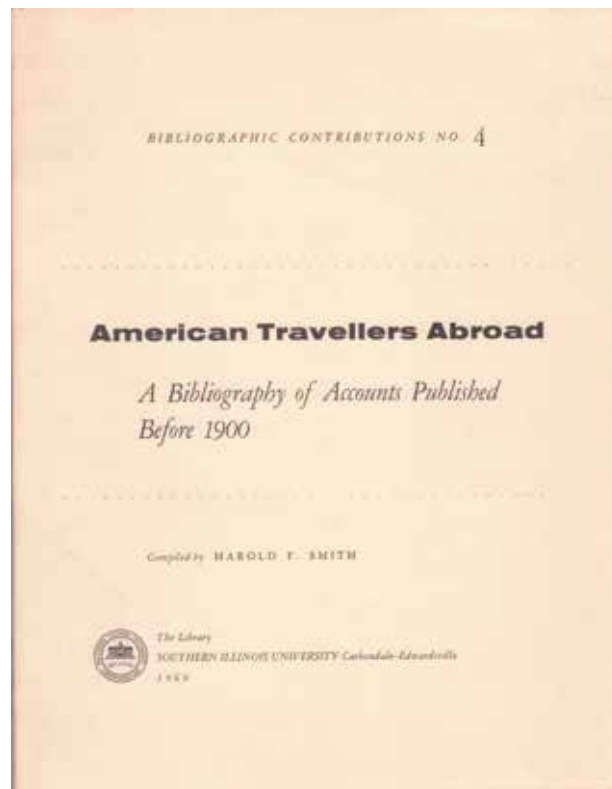 BIBLIOGRAPHIC CONTRIBUTIONS NO. 4
American Travellers Abroad
A Bibliography of Accounts Published
Before 1900
Compiled by HAROLD F. SMITH
The Library
SOUTHERN ILLINOIS UNIVERSITY Carbondale-Edwardsville
1969